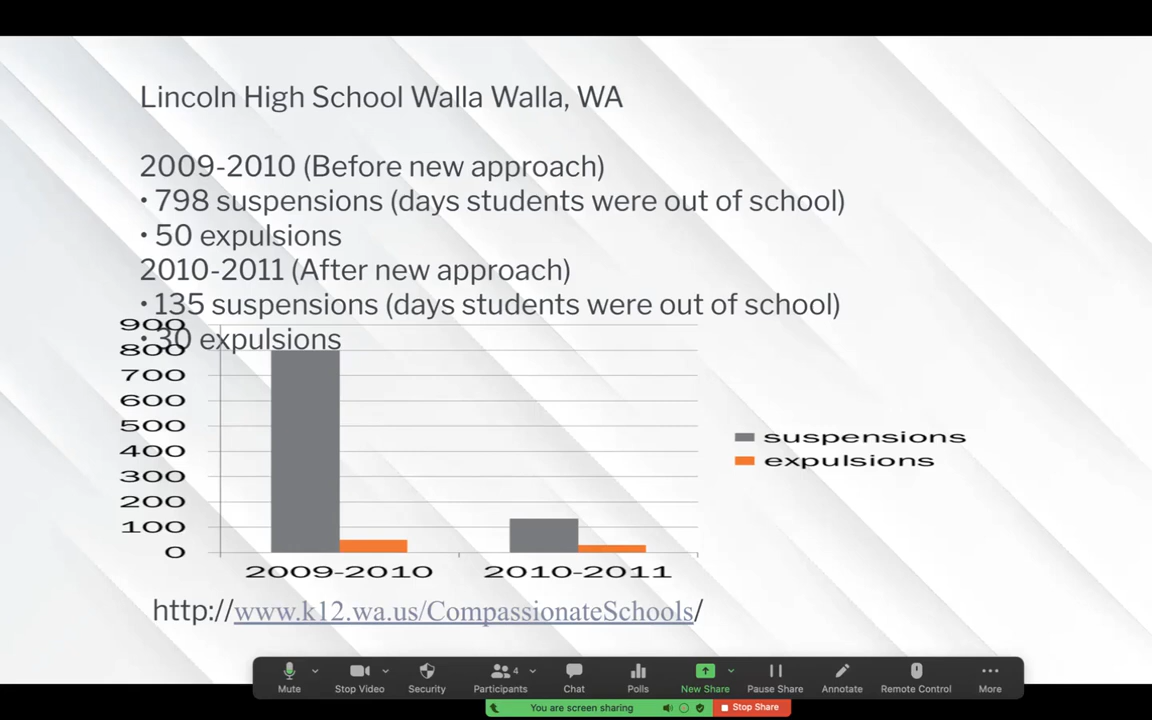 Lincoln High School Walla Walla, WA
2009-2010 (Before new approach)
• 798 suspensions (days students were out of school)
• 50 expulsions
2010-2011 (After new approach)
• 135 suspensions (days students were out of school)
• 30 expulsions
900
800
700
600
500
400
300
200
100
0
2009-2010 2010-2011
suspensions
expulsions
http://www.k12.wa.us/CompassionateSchools/
Mute Stop Video Security Participants 4 Chat Polls New Share Pause Share Annotate Remote Control More
You are screen sharing Stop Share